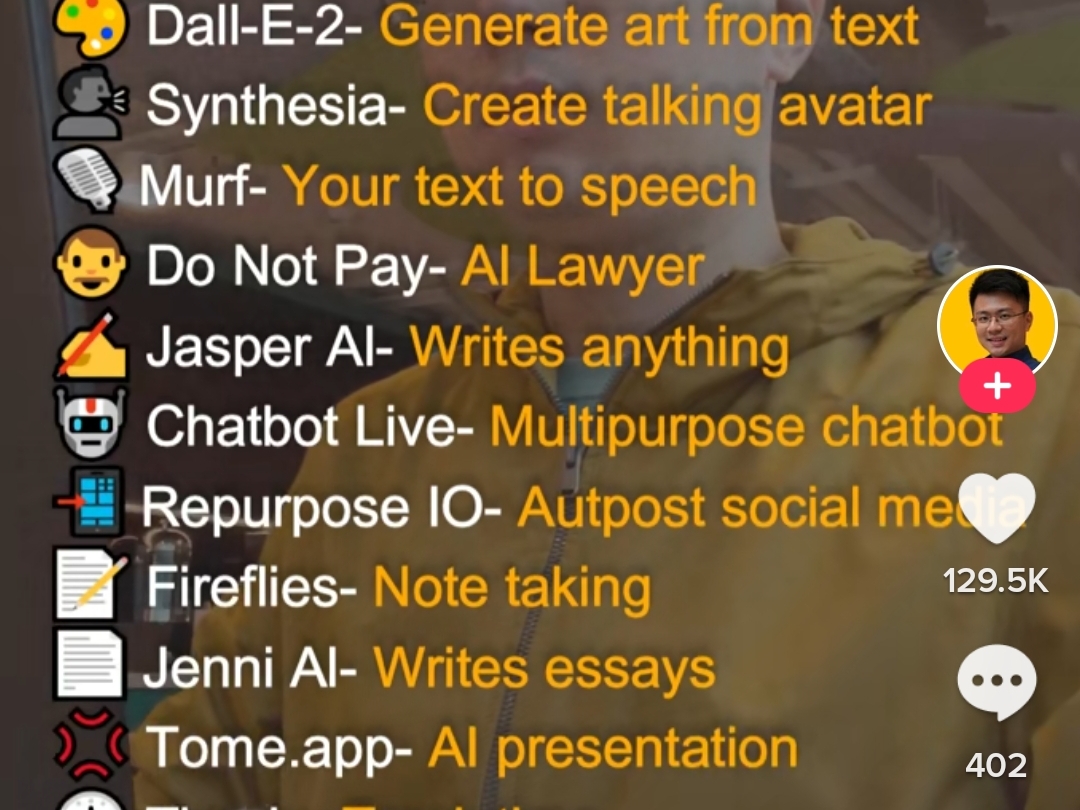 Dall-E-2- Generate art from text
Synthesia- Create talking avatar
Murf- Your text to speech
Do Not Pay- AI Lawyer
Jasper AI- Writes anything
Chatbot Live- Multipurpose chatbot
Repurpose IO- Autpost social media
129.5K
Fireflies- Note taking
Jenni AI- Writes essays
Tome.app- AI presentation
402